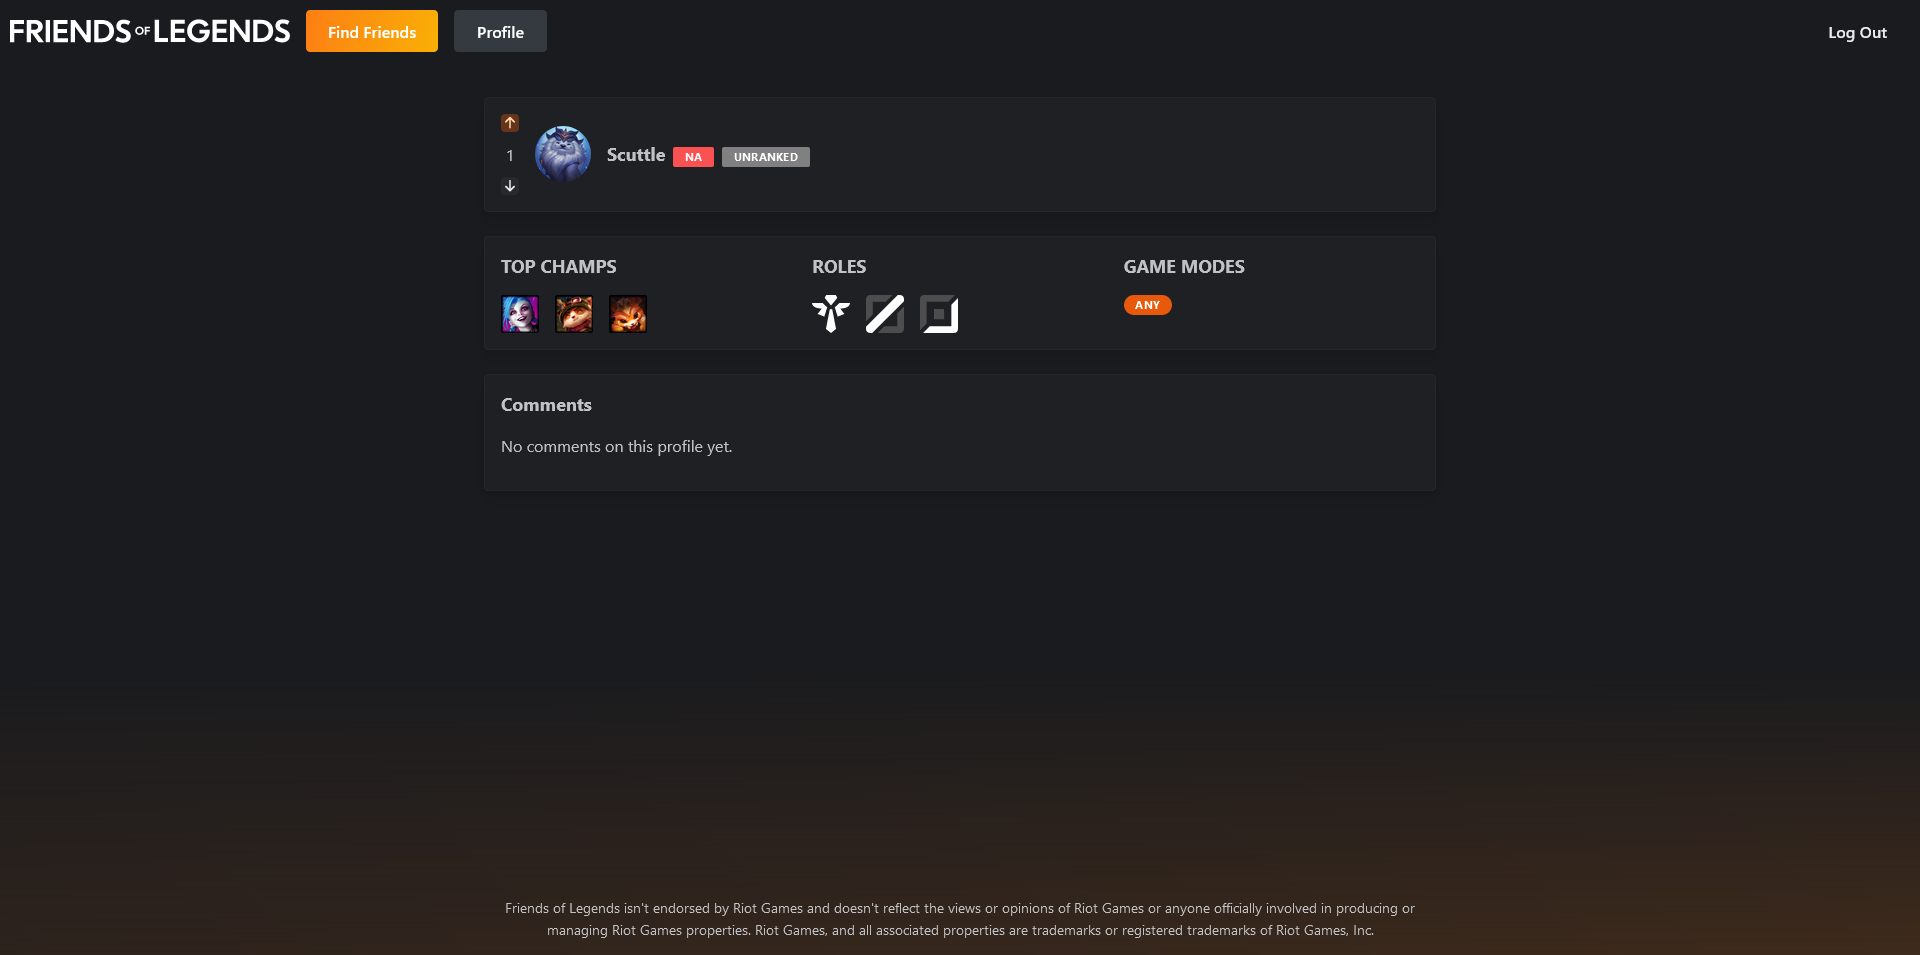 FRIENDS OF LEGENDS
Find Friends
Profile
Log Out
1
Scuttle
NA
UNRANKED
TOP CHAMPS
ROLES
GAME MODES
ANY
Comments
No comments on this profile yet.
Friends of Legends isn't endorsed by Riot Games and doesn't reflect the views or opinions of Riot Games or anyone officially involved in producing or
managing Riot Games properties. Riot Games, and all associated properties are trademarks or registered trademarks of Riot Games, Inc.